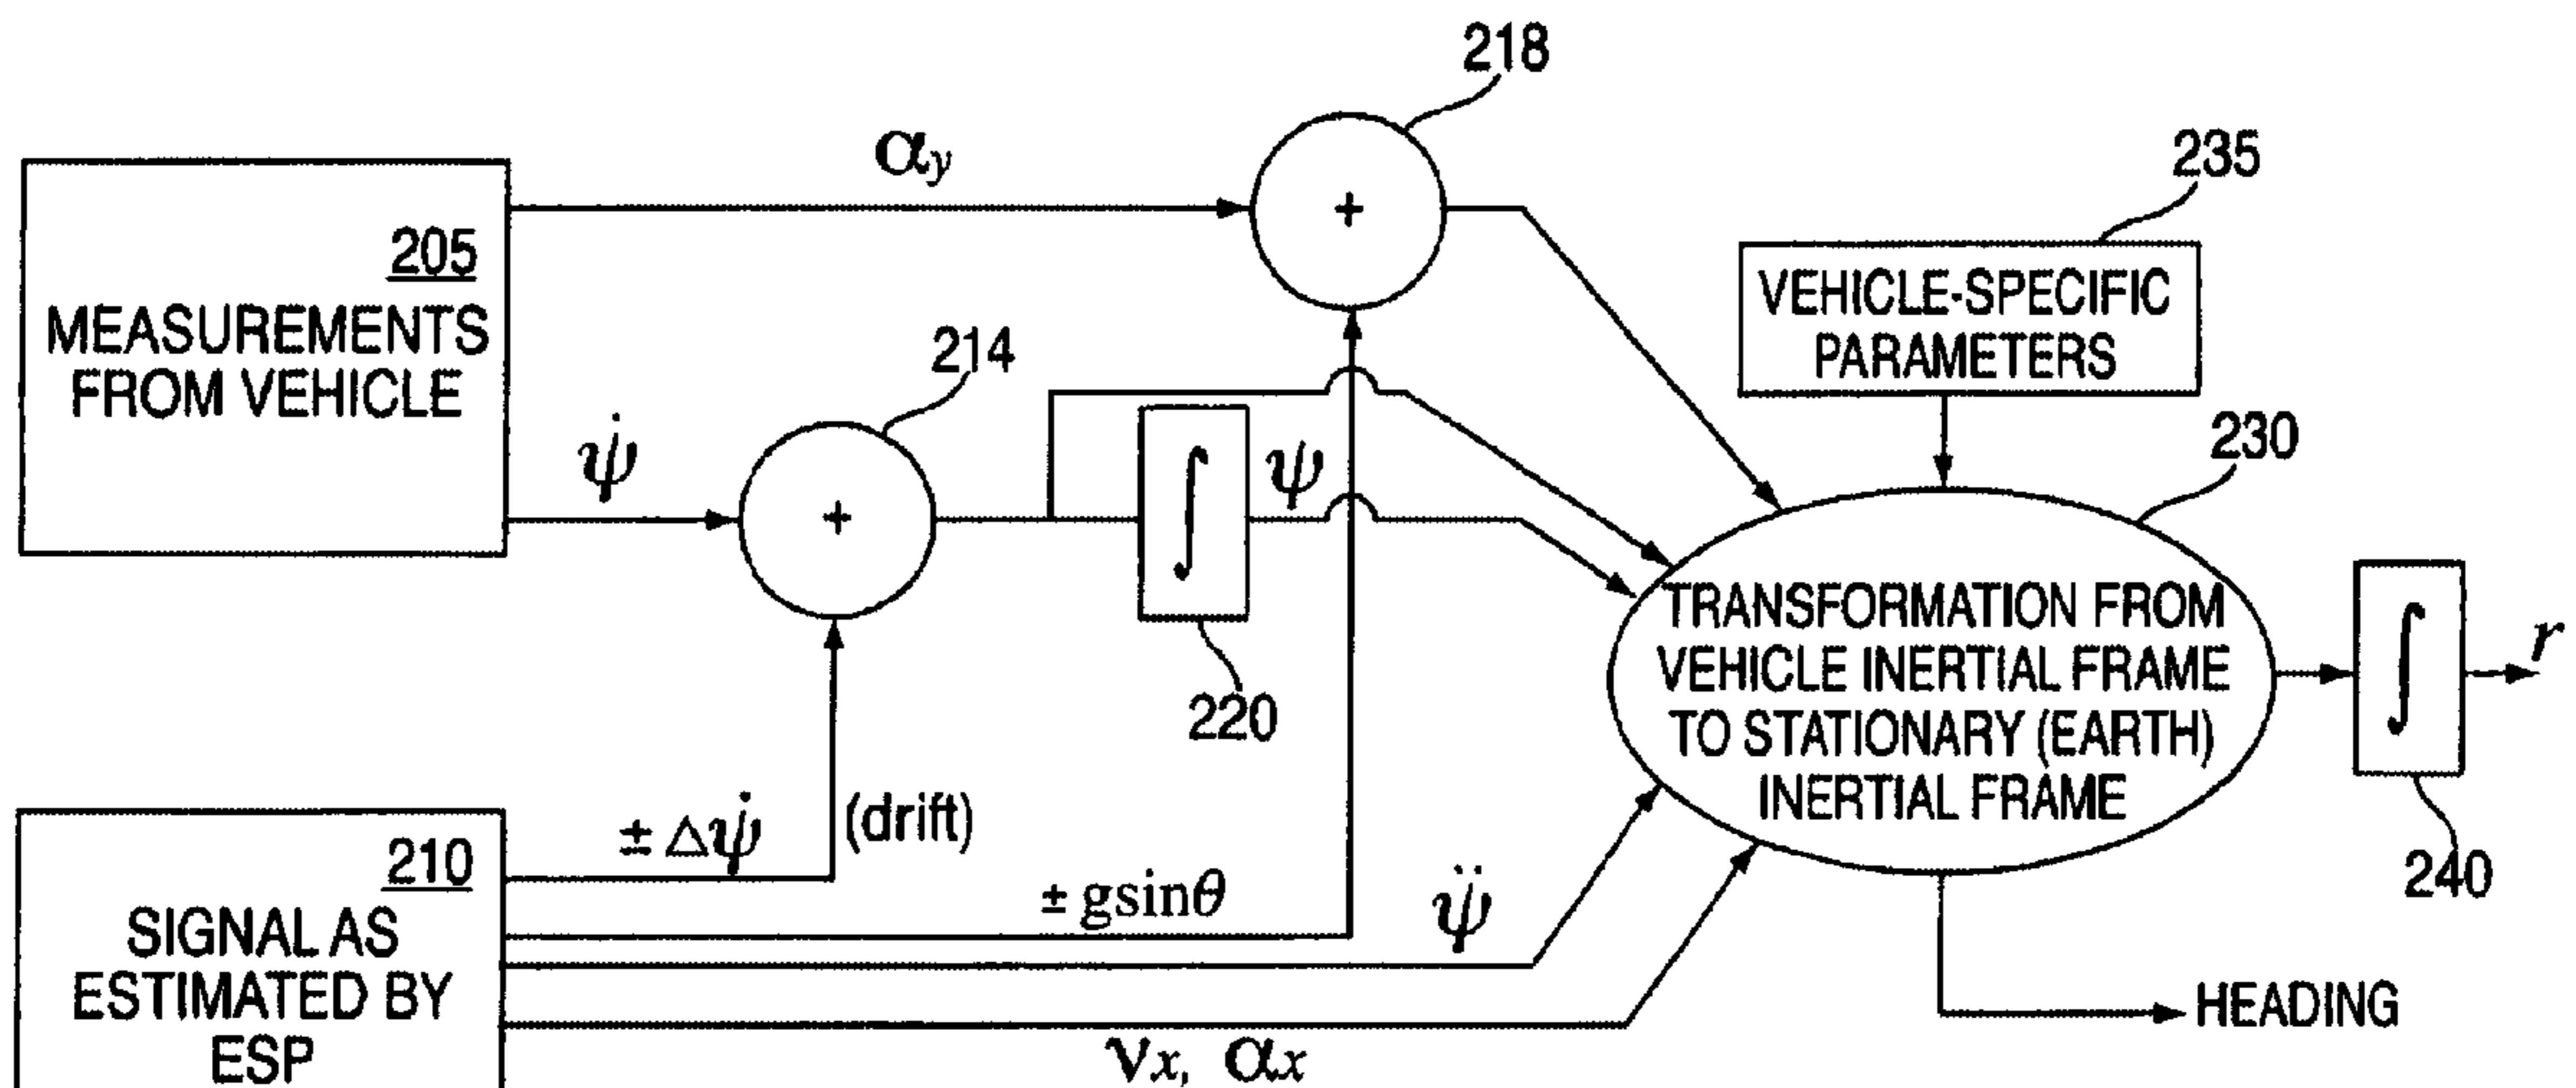 218
αy
235
205
MEASUREMENTS
FROM VEHICLE
+
VEHICLE-SPECIFIC
PARAMETERS
214
230
ψ̇
+
∫
ψ
TRANSFORMATION FROM
VEHICLE INERTIAL FRAME
TO STATIONARY (EARTH)
INERTIAL FRAME
∫
r
220
240
210
SIGNAL AS
ESTIMATED BY
ESP
± Δψ̇
(drift)
± gsinθ
ψ̈
HEADING
vx, αx